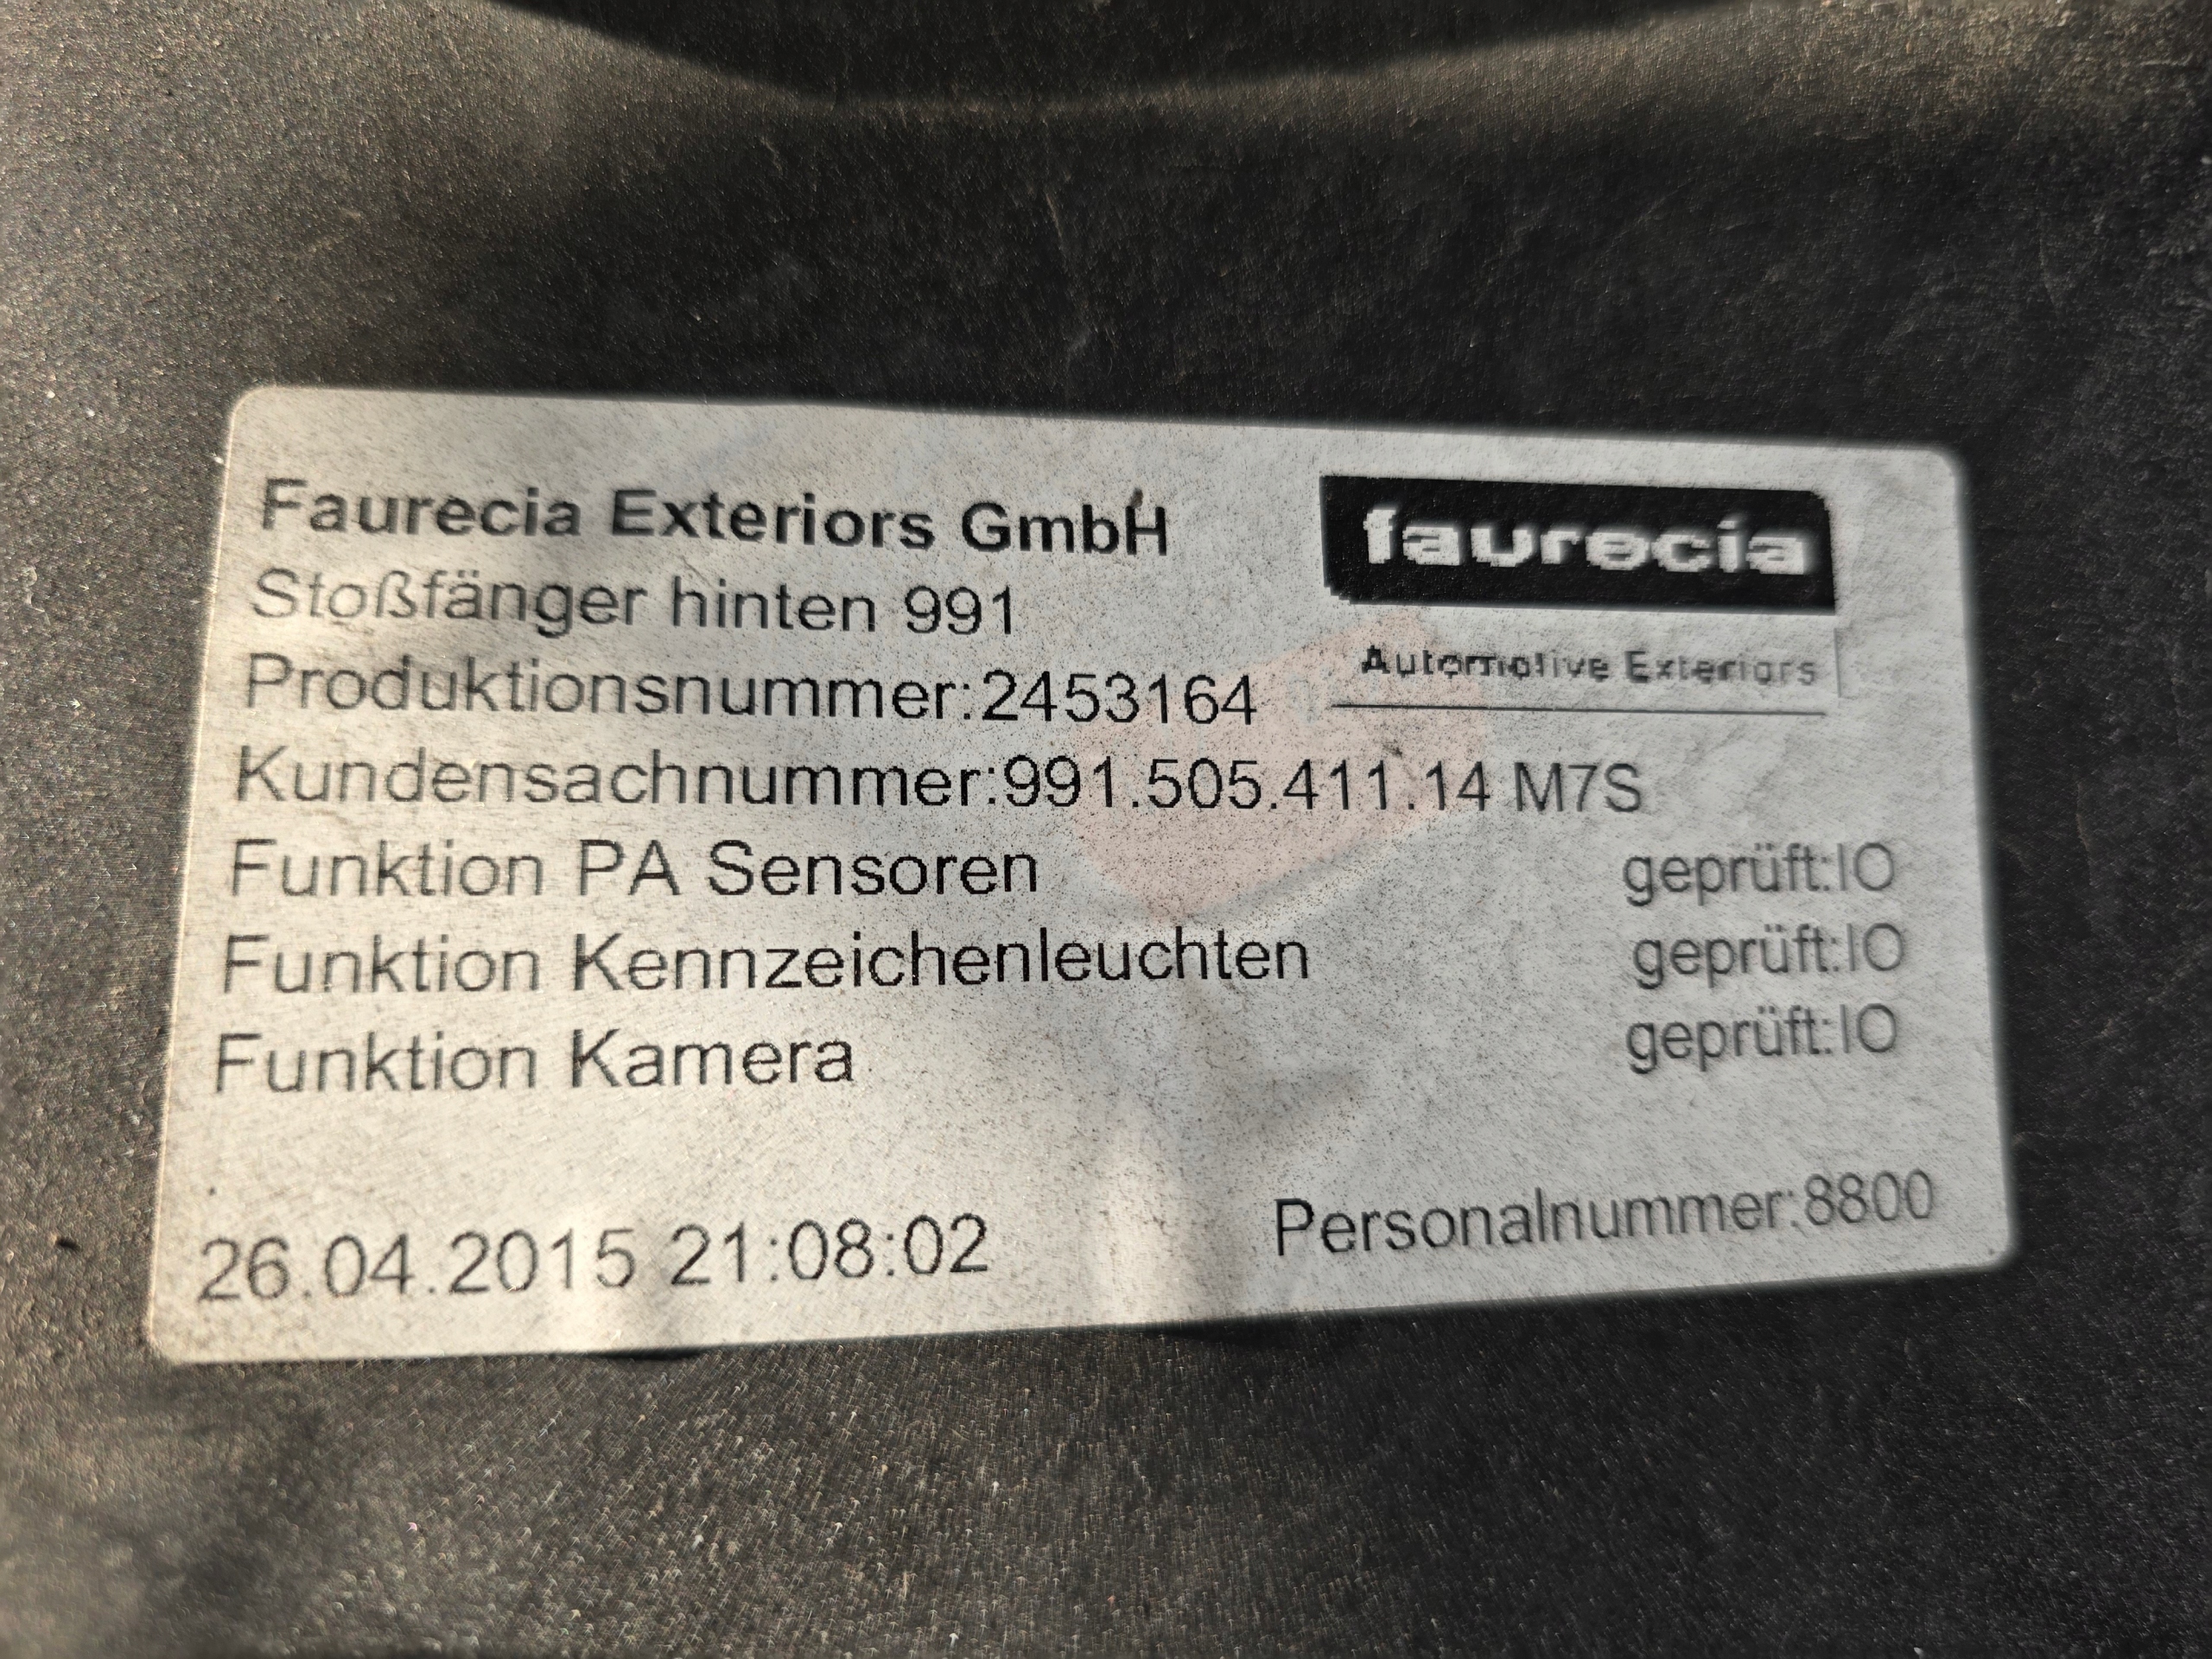 Faurecia Exteriors GmbH
faurecia
Stoßfänger hinten 991
Automotive Exteriors
Produktionsnummer:2453164
Kundensachnummer:991.505.411.14 M7S
Funktion PA Sensoren geprüft:IO
Funktion Kennzeichenleuchten geprüft:IO
Funktion Kamera geprüft:IO
26.04.2015 21:08:02 Personalnummer:8800